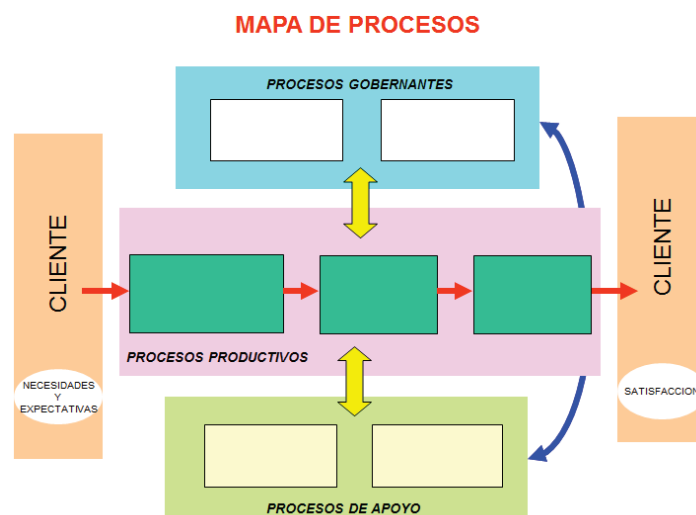 MAPA DE PROCESOS
PROCESOS GOBERNANTES
CLIENTE
CLIENTE
PROCESOS PRODUCTIVOS
NECESIDADES
Y
EXPECTATIVAS
SATISFACCION
PROCESOS DE APOYO